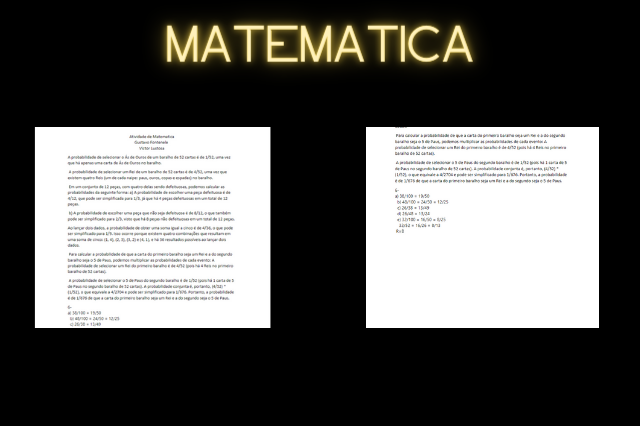 MATEMATICA
Atividade de Matematica
Gustavo Fontenele
Victor Lustosa
A probabilidade de selecionar o Ás de Ouros de um baralho de 52 cartas é de 1/52, uma vez
que há apenas uma carta do Ás de Ouros no baralho.
A probabilidade de selecionar um Rei de um baralho de 52 cartas é de 4/52, uma vez que
existem quatro Reis (um de cada naipe: paus, ouros, copas e espadas) no baralho.
Em um conjunto de 12 peças, com quatro delas sendo defeituosas, podemos calcular as
probabilidades da seguinte forma: a) A probabilidade de escolher uma peça defeituosa é de
4/12, que pode ser simplificado para 1/3, já que há 4 peças defeituosas em um total de 12
peças.
b) A probabilidade de escolher uma peça que não seja defeituosa é de 8/12, o que também
pode ser simplificado para 2/3, visto que há 8 peças não defeituosas em um total de 12 peças.
Ao lançar dois dados, a probabilidade de obter uma soma igual a cinco é de 4/36, o que pode
ser simplificado para 1/9. Isso ocorre porque existem quatro combinações que resultam em
uma soma de cinco: (1, 4), (2, 3), (3, 2) e (4, 1), e há 36 resultados possíveis ao lançar dois
dados.
Para calcular a probabilidade de que a carta do primeiro baralho seja um Rei e a do segundo
baralho seja o 5 de Paus, podemos multiplicar as probabilidades de cada evento: A
probabilidade de selecionar um Rei do primeiro baralho é de 4/52 (pois há 4 Reis no primeiro
baralho de 52 cartas).
A probabilidade de selecionar o 5 de Paus do segundo baralho é de 1/52 (pois há 1 carta de 5
de Paus no segundo baralho de 52 cartas). A probabilidade conjunta é, portanto, (4/52) *
(1/52), o que equivale a 4/2704 e pode ser simplificado para 1/676. Portanto, a probabilidade
é de 1/676 de que a carta do primeiro baralho seja um Rei e a do segundo seja o 5 de Paus.
6-
a) 38/100 = 19/50
b) 48/100 = 24/50 = 12/25
c) 26/50 = 13/49
Para calcular a probabilidade de que a carta do primeiro baralho seja um Rei e a do segundo
baralho seja o 5 de Paus, podemos multiplicar as probabilidades de cada evento: A
probabilidade de selecionar um Rei do primeiro baralho é de 4/52 (pois há 4 Reis no primeiro
baralho de 52 cartas).
A probabilidade de selecionar o 5 de Paus do segundo baralho é de 1/52 (pois há 1 carta de 5
de Paus no segundo baralho de 52 cartas). A probabilidade conjunta é, portanto, (4/52) *
(1/52), o que equivale a 4/2704 e pode ser simplificado para 1/676. Portanto, a probabilidade
é de 1/676 de que a carta do primeiro baralho seja um Rei e a do segundo seja o 5 de Paus.
6-
a) 38/100 = 19/50
b) 48/100 = 24/50 = 12/25
d) 26/48 = 13/24